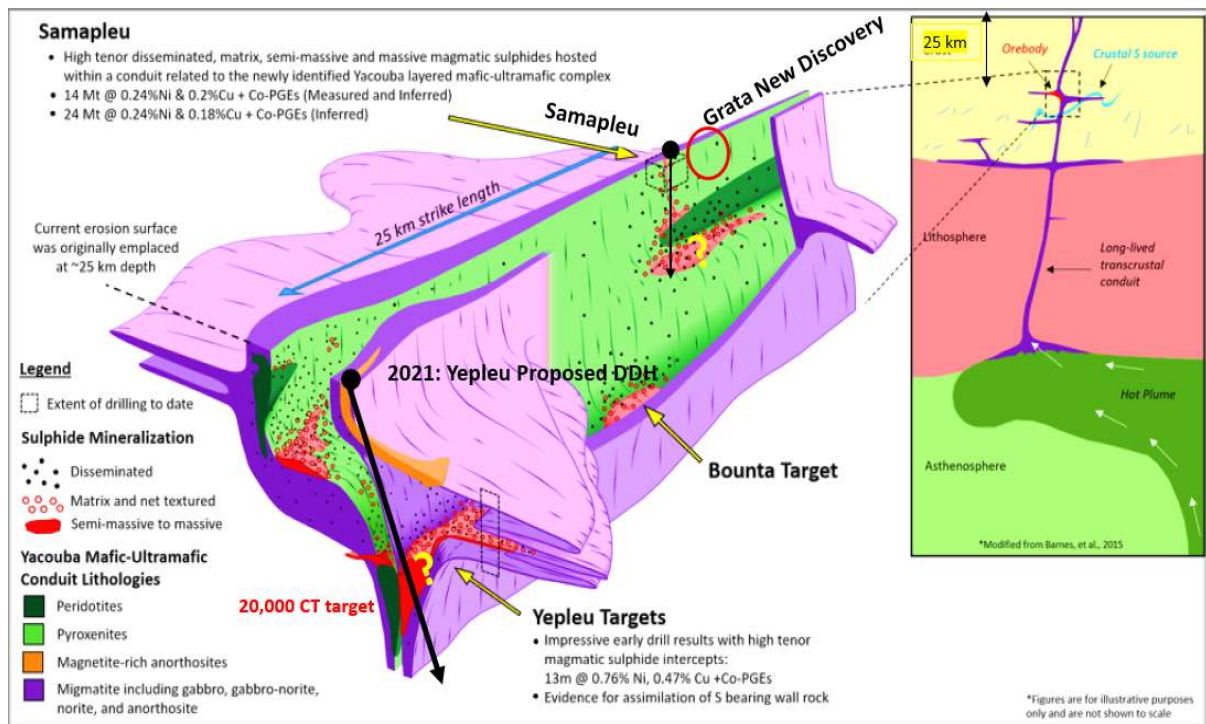 Samapleu
• High tenor disseminated, matrix, semi-massive and massive magmatic sulphides hosted
within a conduit related to the newly identified Yacouba layered mafic-ultramafic complex
• 14 Mt @ 0.24%Ni & 0.2%Cu + Co-PGEs (Measured and Inferred)
• 24 Mt @ 0.24%Ni & 0.18%Cu + Co-PGEs (Inferred)
Samapleu
Grata New Discovery
25 km strike length
Current erosion surface
was originally emplaced
at ~25 km depth
2021: Yepleu Proposed DDH
Bounta Target
?
?
20,000 CT target
Yepleu Targets
• Impressive early drill results with high tenor
magmatic sulphide intercepts:
13m @ 0.76% Ni, 0.47% Cu +Co-PGEs
• Evidence for assimilation of S bearing wall rock
Legend
Extent of drilling to date
Sulphide Mineralization
Disseminated
Matrix and net textured
Semi-massive to massive
Yacouba Mafic-Ultramafic
Conduit Lithologies
Peridotites
Pyroxenites
Magnetite-rich anorthosites
Migmatite including gabbro, gabbro-norite,
norite, and anorthosite
25 km
Orebody
Crustal S source
Lithosphere
Long-lived
transcrustal
conduit
Hot Plume
Asthenosphere
*Modified from Barnes, et al., 2015
*Figures are for illustrative purposes
only and are not shown to scale